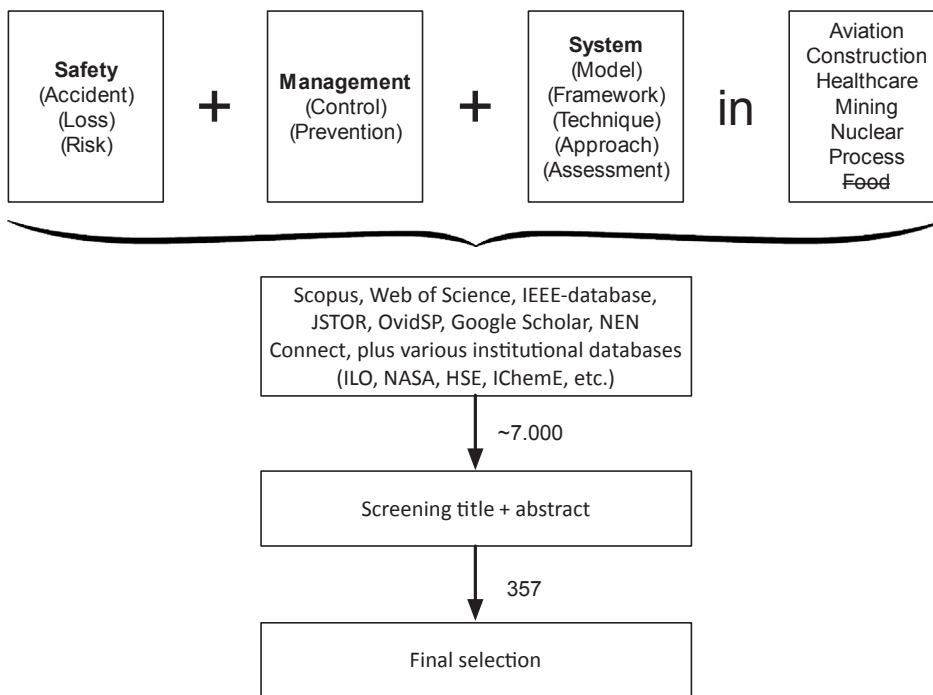 Safety
(Accident)
(Loss)
(Risk)
+
Management
(Control)
(Prevention)
+
System
(Model)
(Framework)
(Technique)
(Approach)
(Assessment)
in
Aviation
Construction
Healthcare
Mining
Nuclear
Process
Food
Scopus, Web of Science, IEEE-database,
JSTOR, OvidSP, Google Scholar, NEN
Connect, plus various institutional databases
(ILO, NASA, HSE, IChemE, etc.)
~7.000
Screening title + abstract
357
Final selection